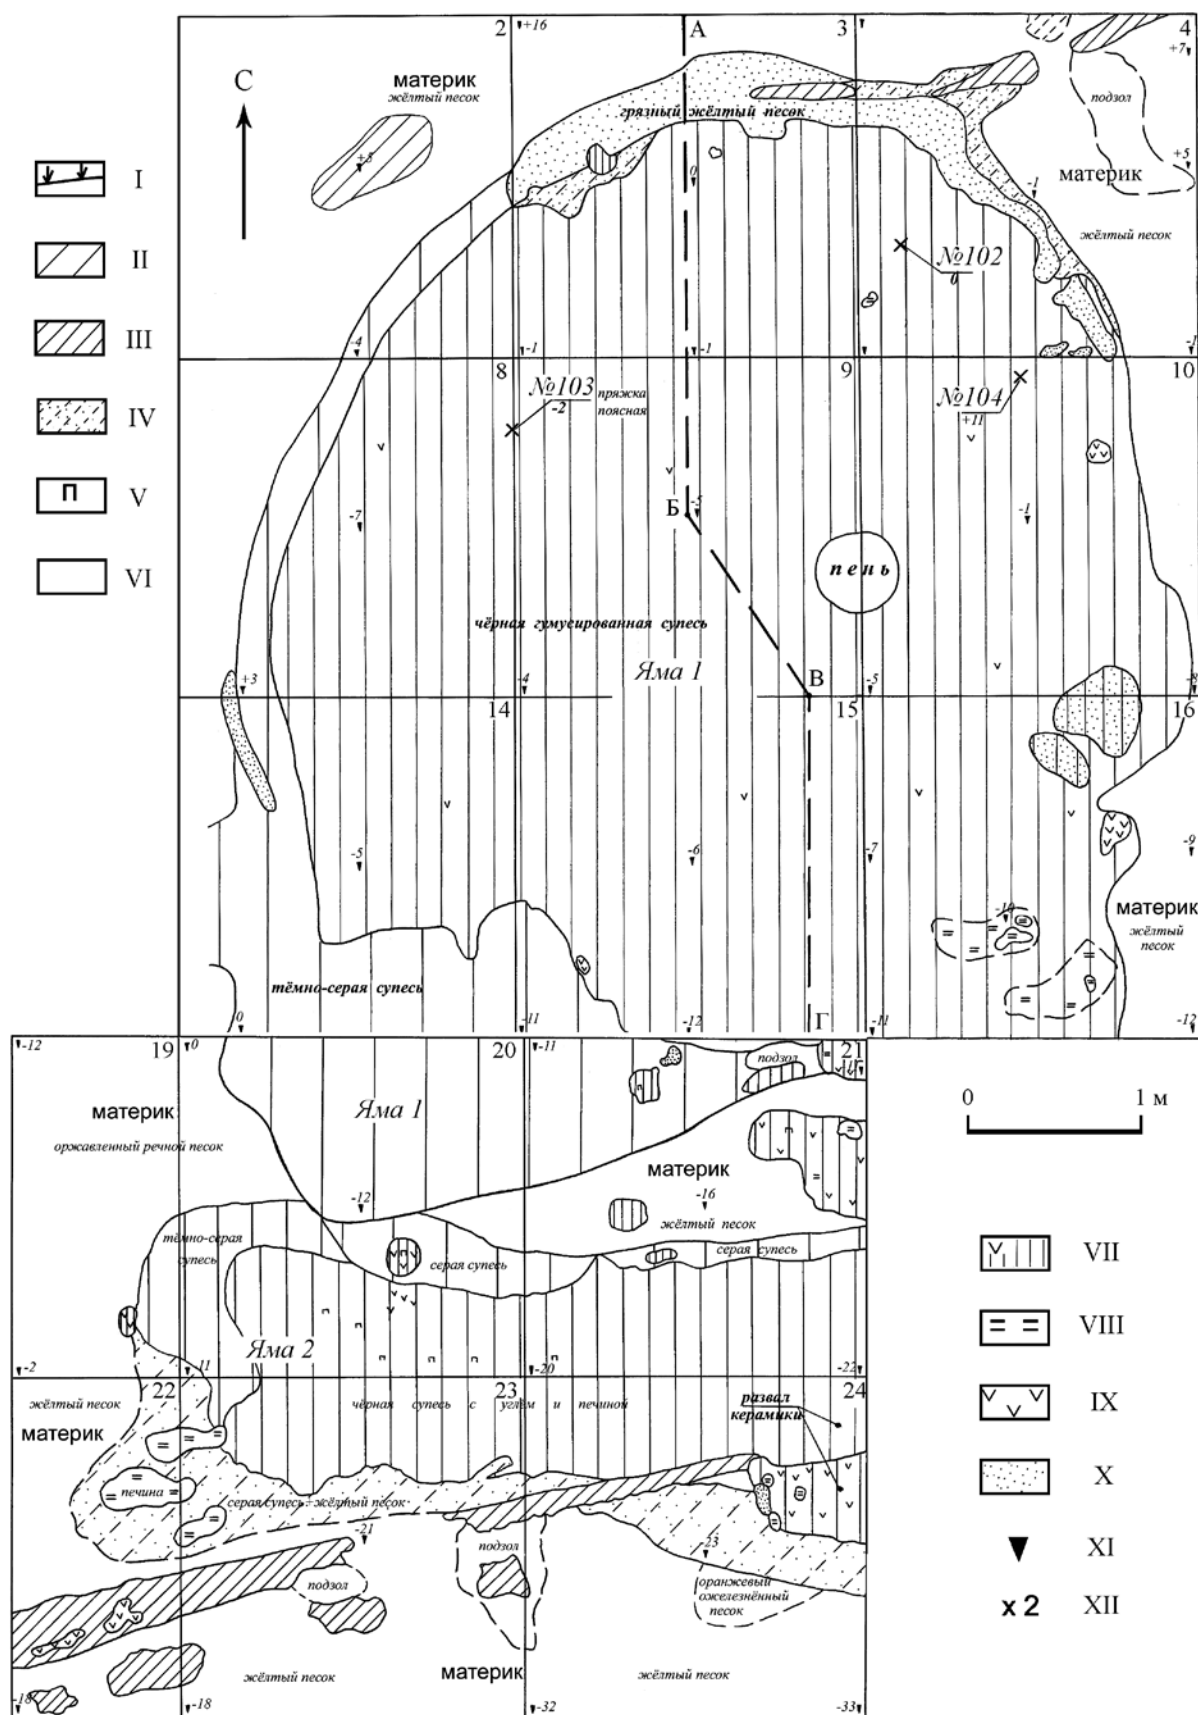 2
+16
А
3
4
+7
материк
жёлтый песок
С
подзол
грязный жёлтый песок
+5
+5
материк
жёлтый песок
0
-1
I
II
III
IV
V
П
VI
№102
0
-4
8
-1
-1
9
-1
10
№103 пряжка
-2 поясная
№104
+11
-7
Б
-5
-1
пень
чёрная гумусированная супесь
Яма 1
В
+3
14
-4
15
-5
-8
16
-5
-6
-7
-9
-10
материк
жёлтый
песок
тёмно-серая супесь
0
-11
-12
Г
-11
-12
-12
19
0
20
-11
подзол
21
материк
оржавленный речной песок
Яма 1
материк
-16
жёлтый песок
-12
тёмно-серая
супесь
серая супесь
серая супесь
Яма 2
-2
-11
-20
-22
22
23
24
жёлтый песок
материк
чёрная супесь с углём и печиной
развал
керамики
печина
серая супесь+жёлтый песок
-21
подзол
подзол
-23
оранжевый
ожелезнённый
песок
жёлтый песок
материк
жёлтый песок
-18
-18
-32
-33
0 1 м
VII
VIII
IX
X
XI
х 2 XII